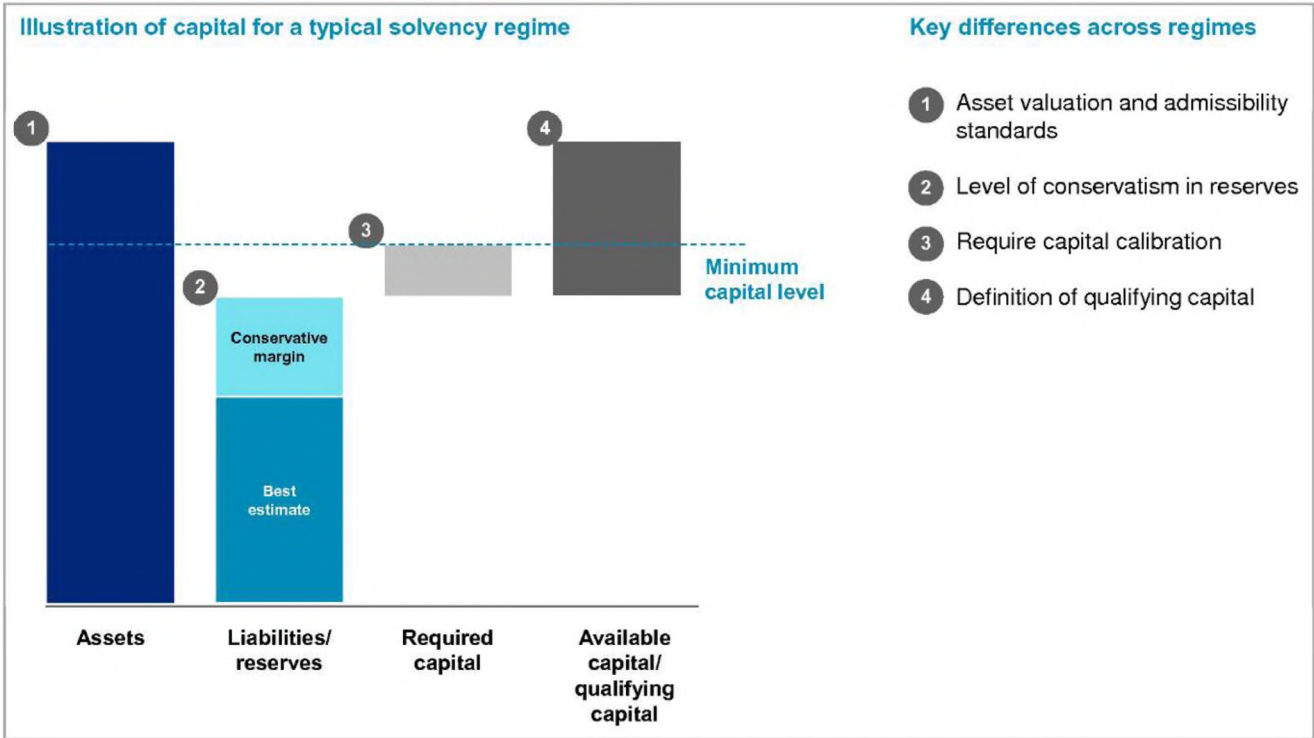 Illustration of capital for a typical solvency regime
1
4
3
2
Minimum
capital level
Conservative
margin
Best
estimate
Assets
Liabilities/
reserves
Required
capital
Available
capital/
qualifying
capital
Key differences across regimes
1 Asset valuation and admissibility
standards
2 Level of conservatism in reserves
3 Require capital calibration
4 Definition of qualifying capital